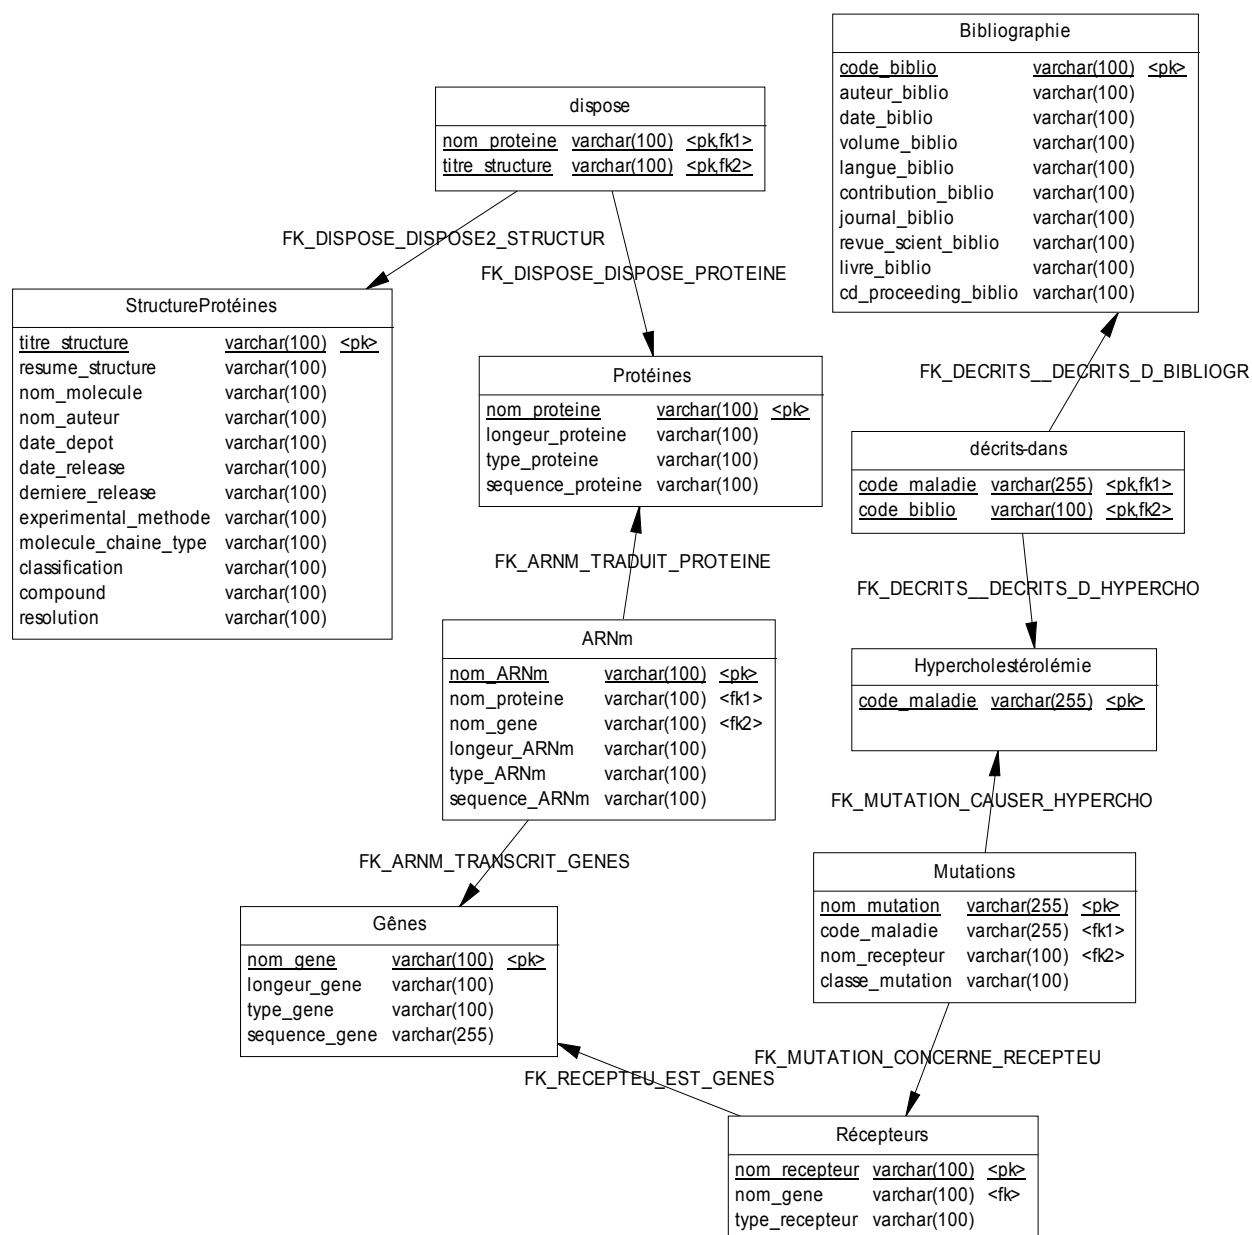 Bibliographie
code_biblio varchar(100) <pk>
auteur_biblio varchar(100)
date_biblio varchar(100)
volume_biblio varchar(100)
langue_biblio varchar(100)
contribution_biblio varchar(100)
journal_biblio varchar(100)
revue_scient_biblio varchar(100)
livre_biblio varchar(100)
cd_proceeding_biblio varchar(100)
dispose
nom_proteine varchar(100) <pk,fk1>
titre_structure varchar(100) <pk,fk2>
FK_DISPOSE_DISPOSE2_STRUCTUR
FK_DISPOSE_DISPOSE_PROTEINE
StructureProtéines
titre_structure varchar(100) <pk>
resume_structure varchar(100)
nom_molecule varchar(100)
nom_auteur varchar(100)
date_depot varchar(100)
date_release varchar(100)
derniere_release varchar(100)
experimental_methode varchar(100)
molecule_chaine_type varchar(100)
classification varchar(100)
compound varchar(100)
resolution varchar(100)
Protéines
nom_proteine varchar(100) <pk>
longeur_proteine varchar(100)
type_proteine varchar(100)
sequence_proteine varchar(100)
FK_DECRITS__DECRITS_D_BIBLIOGR
décrits-dans
code_maladie varchar(255) <pk,fk1>
code_biblio varchar(100) <pk,fk2>
FK_ARNM_TRADUIT_PROTEINE
FK_DECRITS__DECRITS_D_HYPERCHO
ARNm
nom_ARNm varchar(100) <pk>
nom_proteine varchar(100) <fk1>
nom_gene varchar(100) <fk2>
longeur_ARNm varchar(100)
type_ARNm varchar(100)
sequence_ARNm varchar(100)
Hypercholestérolémie
code_maladie varchar(255) <pk>
FK_MUTATION_CAUSER_HYPERCHO
FK_ARNM_TRANSCRIT_GENES
Mutations
nom_mutation varchar(255) <pk>
code_maladie varchar(255) <fk1>
nom_recepteur varchar(100) <fk2>
classe_mutation varchar(100)
Gênes
nom_gene varchar(100) <pk>
longeur_gene varchar(100)
type_gene varchar(100)
sequence_gene varchar(255)
FK_MUTATION_CONCERNE_RECEPTEU
FK_RECEPTEU_EST_GENES
Récepteurs
nom_recepteur varchar(100) <pk>
nom_gene varchar(100) <fk>
type_recepteur varchar(100)